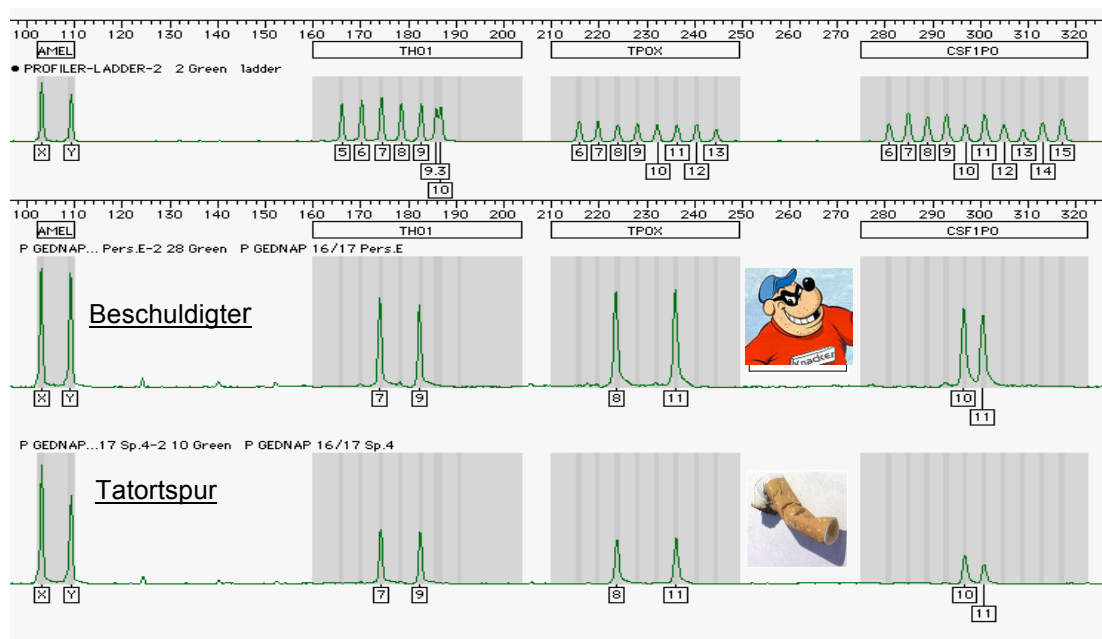 100 110 120 130 140 150 160 170 180 190 200 210 220 230 240 250 260 270 280 290 300 310 320
AMEL TH01 TPOX CSF1PO
PROFILER-LADDER-2 2 Green ladder
X Y 5 6 7 8 9 6 7 8 9 11 13 6 7 8 9 11 13 15
9.3 10 12 10 12 14
10
100 110 120 130 140 150 160 170 180 190 200 210 220 230 240 250 260 270 280 290 300 310 320
AMEL TH01 TPOX CSF1PO
P GEDNAP... Pers.E-2 28 Green P GEDNAP 16/17 Pers.E
Beschuldigter
Knacker
X Y 7 9 8 11 10
11
P GEDNAP...17 Sp.4-2 10 Green P GEDNAP 16/17 Sp.4
Tatortspur
X Y 7 9 8 11 10
11